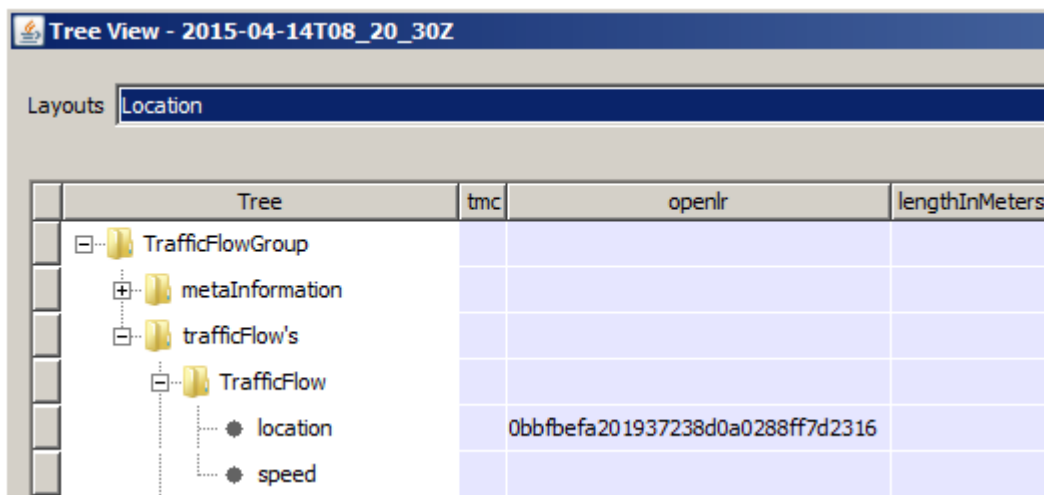 Tree View - 2015-04-14T08_20_30Z
Layouts Location
Tree tmc openlr lengthInMeters
TrafficFlowGroup
metaInformation
trafficFlow's
TrafficFlow
location 0bbfbefa201937238d0a0288ff7d2316
speed